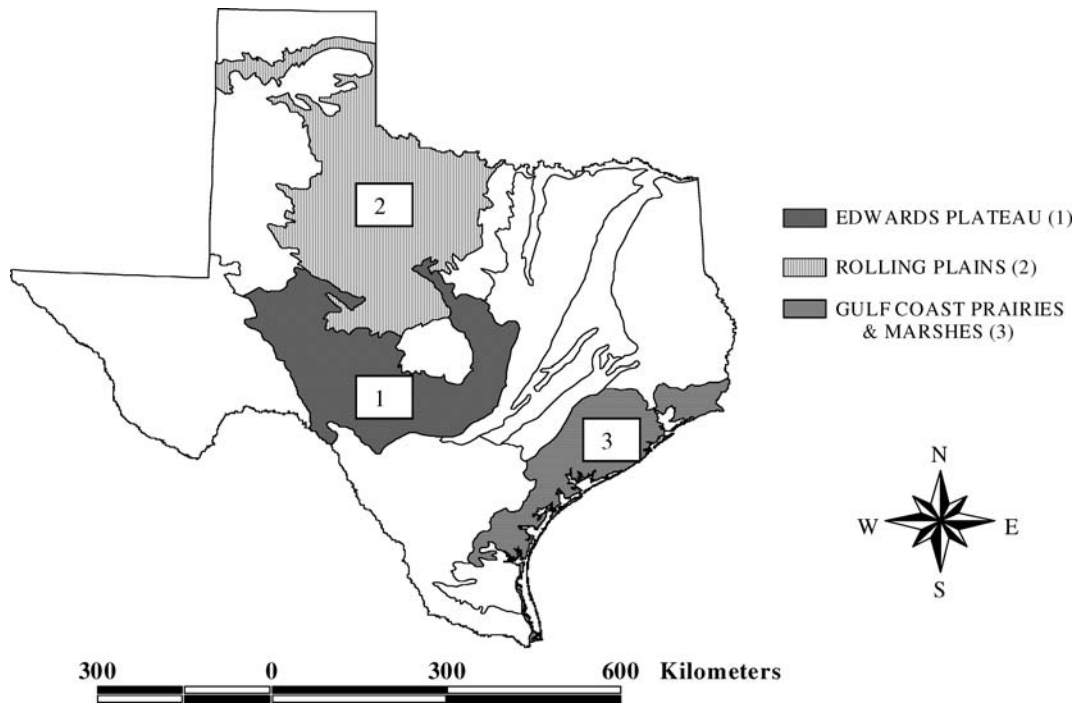 2
1
3
EDWARDS PLATEAU (1)
ROLLING PLAINS (2)
GULF COAST PRAIRIES
& MARSHES (3)
N
W E
S
300 0 300 600 Kilometers